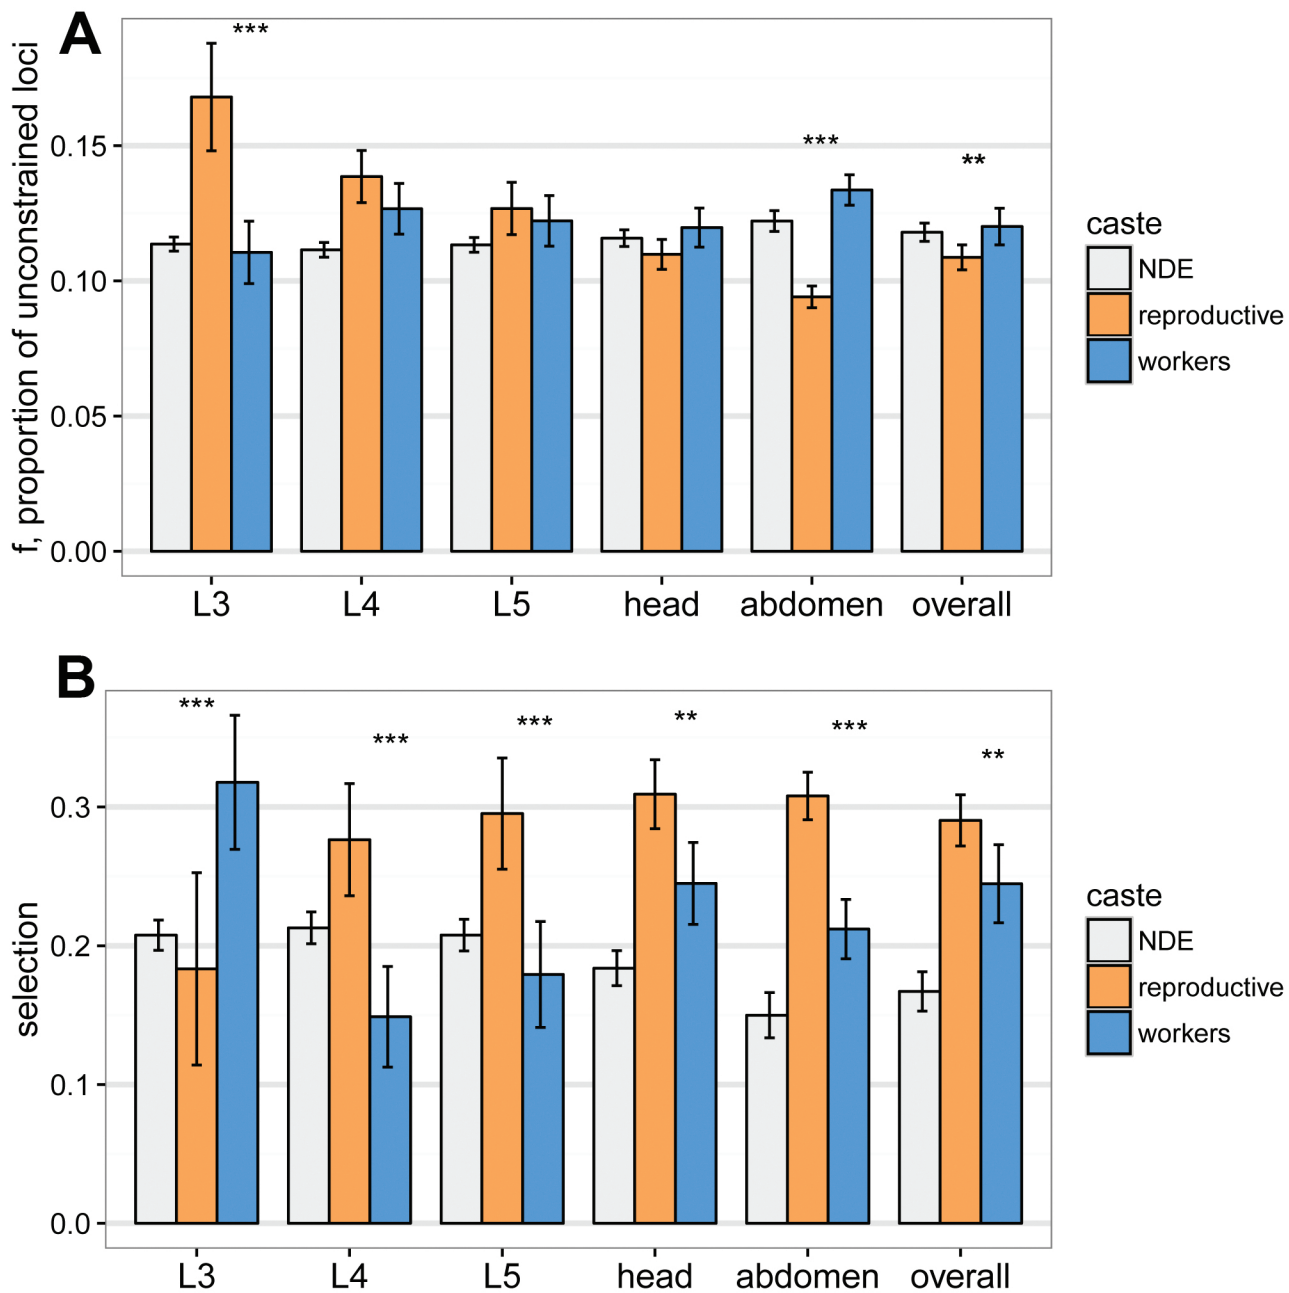 A
f, proportion of unconstrained loci
0.15
0.10
0.05
0.00
***
***
**
L3 L4 L5 head abdomen overall
caste
NDE
reproductive
workers
B
selection
0.3
0.2
0.1
0.0
***
***
***
**
***
**
L3 L4 L5 head abdomen overall
caste
NDE
reproductive
workers